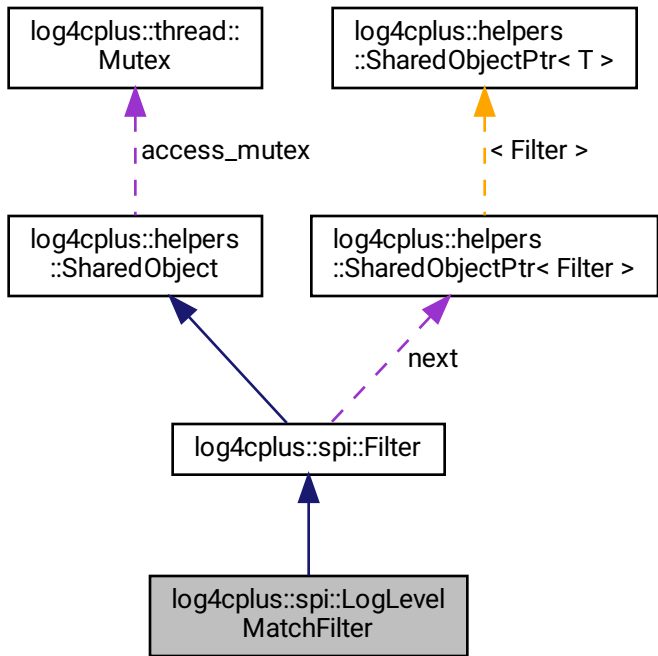 log4cplus::thread::
Mutex
log4cplus::helpers
::SharedObjectPtr< T >
access_mutex
< Filter >
log4cplus::helpers
::SharedObject
log4cplus::helpers
::SharedObjectPtr< Filter >
next
log4cplus::spi::Filter
log4cplus::spi::LogLevel
MatchFilter